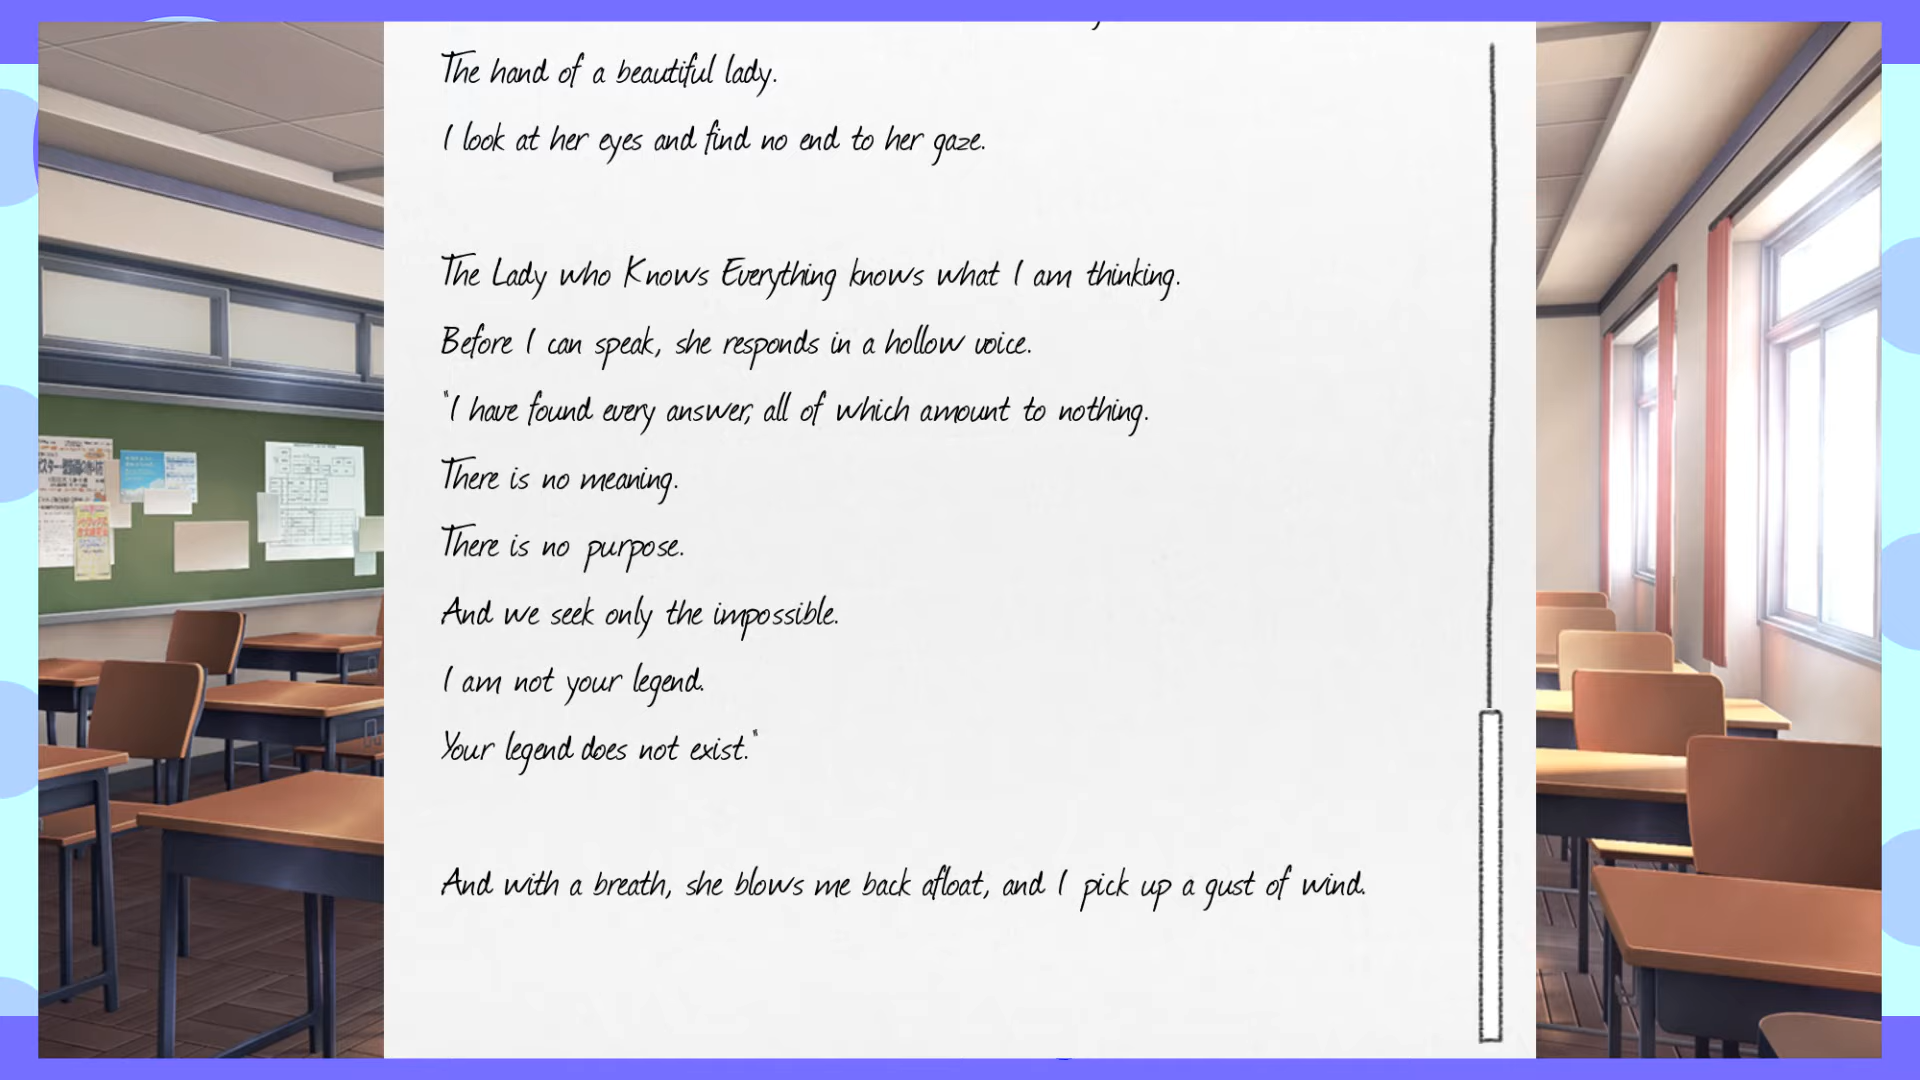 The hand of a beautiful lady.
I look at her eyes and find no end to her gaze.
The Lady who Knows Everything knows what I am thinking.
Before I can speak, she responds in a hollow voice.
"I have found every answer, all of which amount to nothing.
There is no meaning.
There is no purpose.
And we seek only the impossible.
I am not your legend.
Your legend does not exist."
And with a breath, she blows me back afloat, and I pick up a gust of wind.